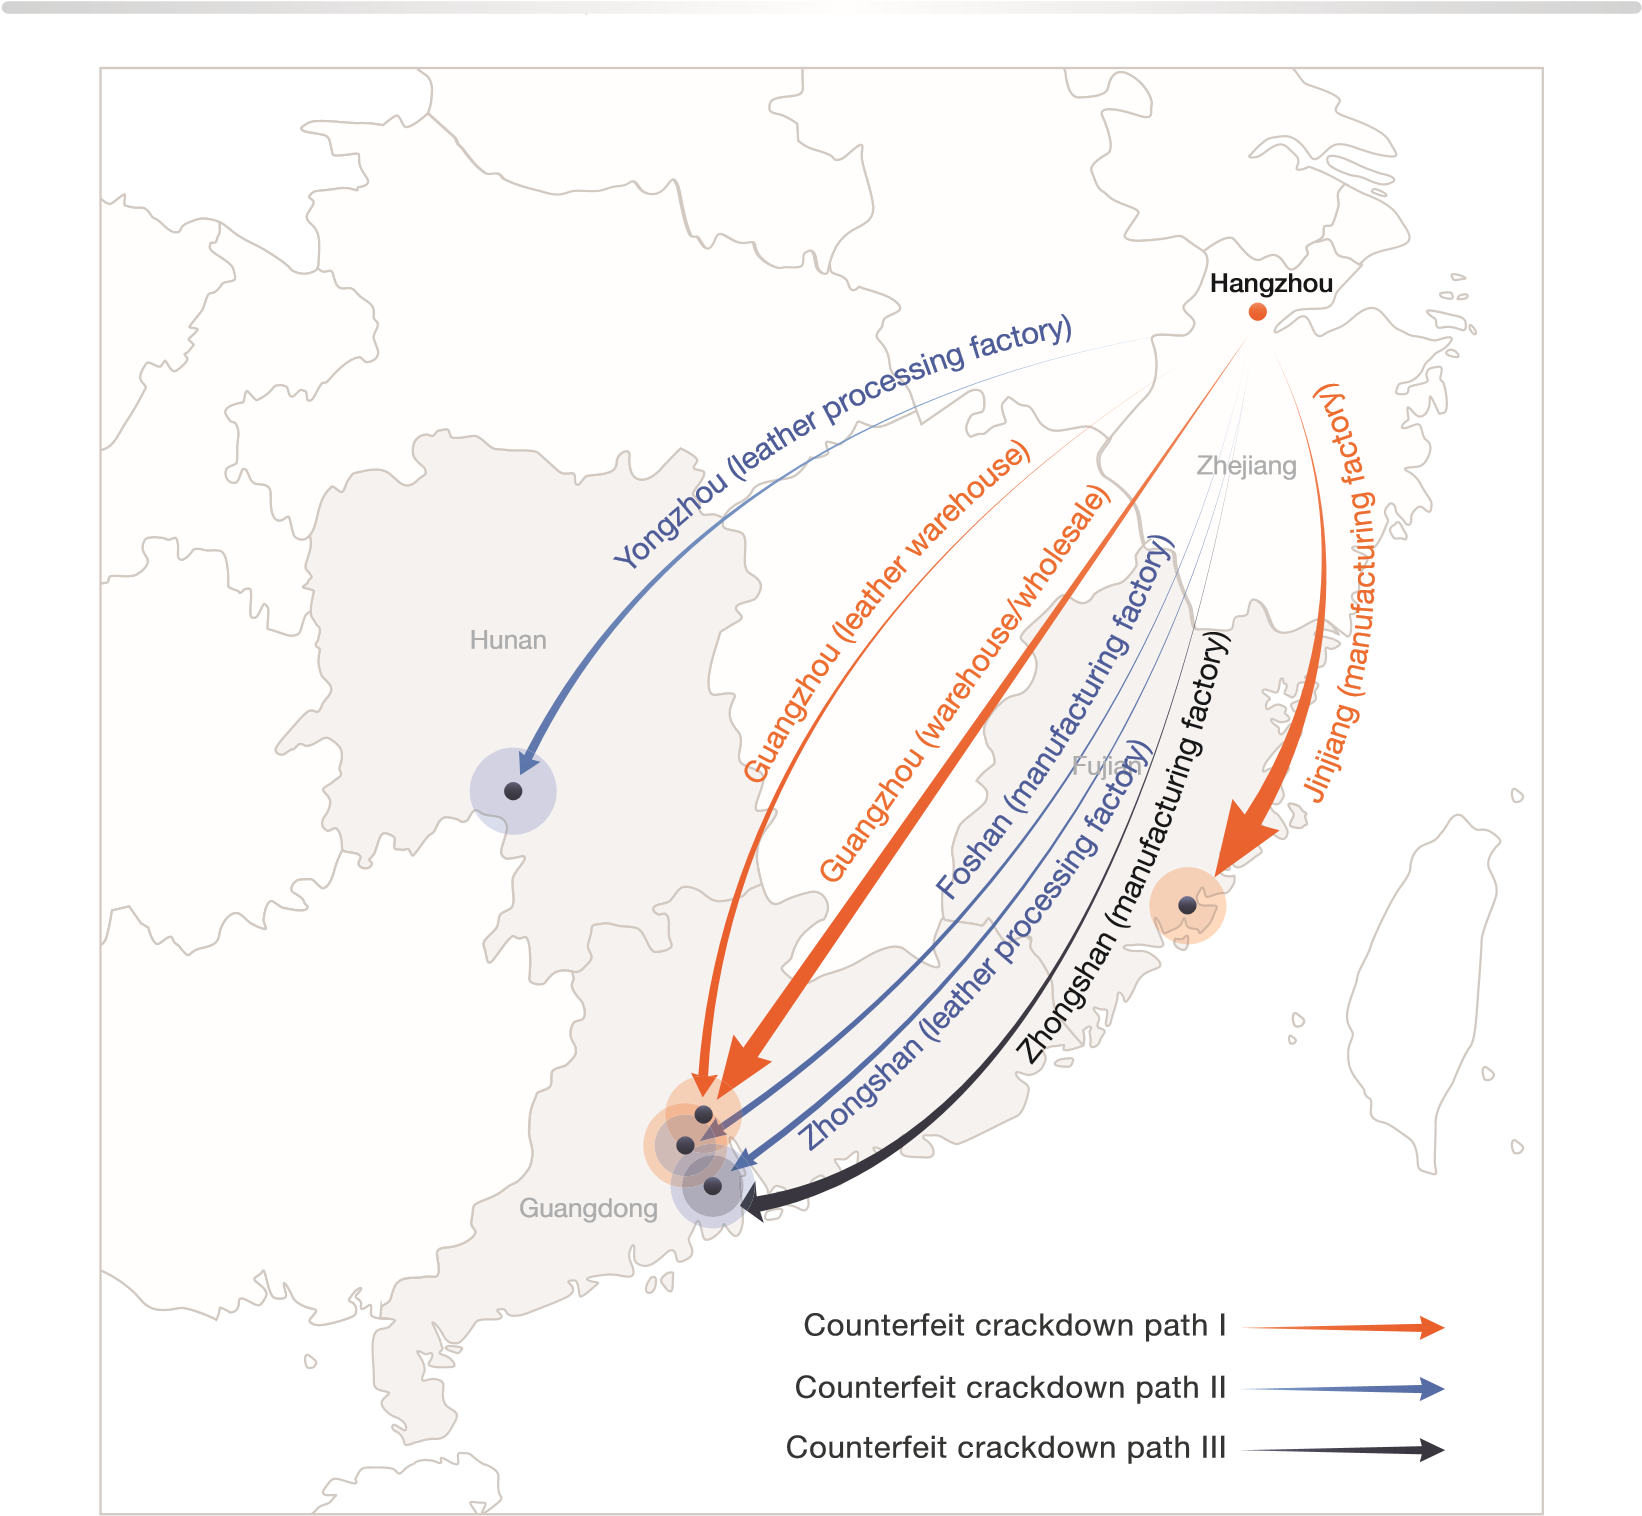 Hangzhou
Yongzhou (leather processing factory)
Guangzhou (leather warehouse)
Guangzhou (warehouse/wholesale)
Zhejiang
Jinjiang (manufacturing factory)
Foshan (manufacturing factory)
Hunan
Zhongshan (manufacturing factory)
Fujian
Zhongshan (leather processing factory)
Guangdong
Counterfeit crackdown path I
Counterfeit crackdown path II
Counterfeit crackdown path III